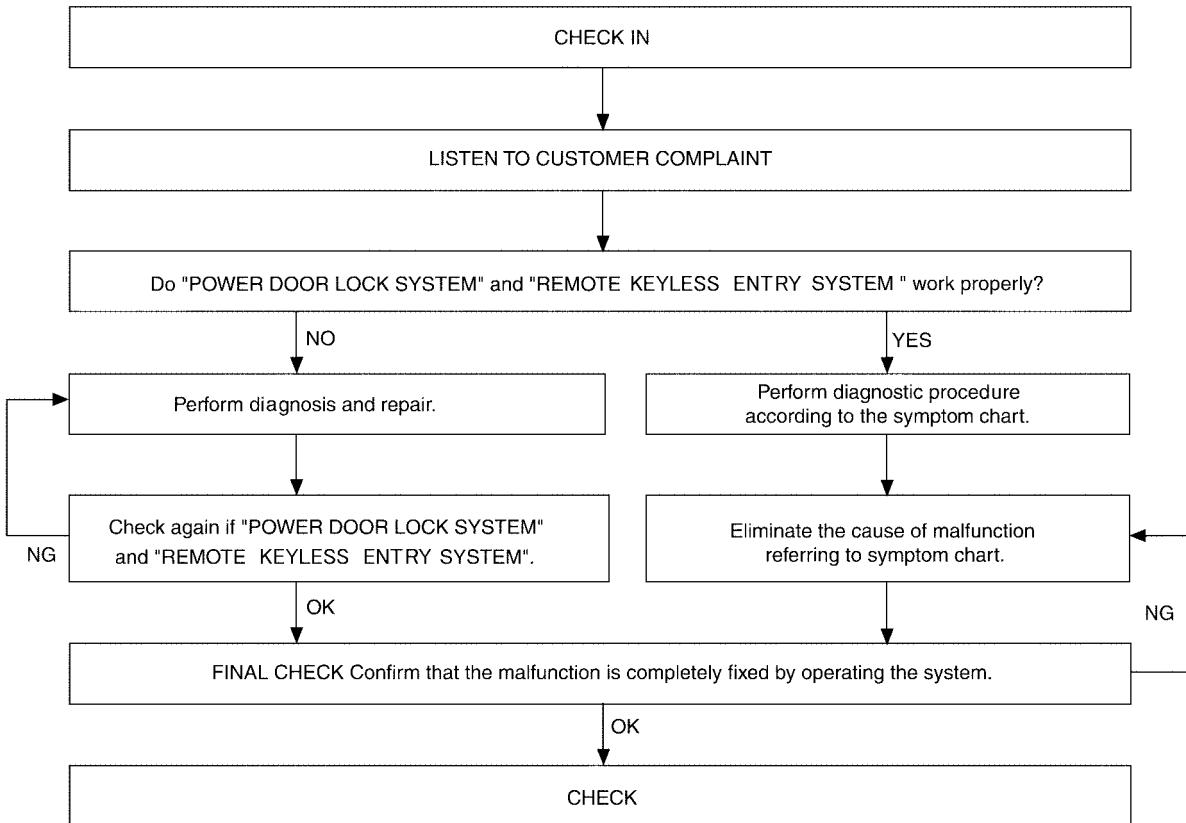 CHECK IN
LISTEN TO CUSTOMER COMPLAINT
Do "POWER DOOR LOCK SYSTEM" and "REMOTE KEYLESS ENTRY SYSTEM " work properly?
NO
YES
Perform diagnosis and repair.
Perform diagnostic procedure
according to the symptom chart.
Check again if "POWER DOOR LOCK SYSTEM"
and "REMOTE KEYLESS ENTRY SYSTEM".
NG
Eliminate the cause of malfunction
referring to symptom chart.
OK
NG
FINAL CHECK Confirm that the malfunction is completely fixed by operating the system.
OK
CHECK